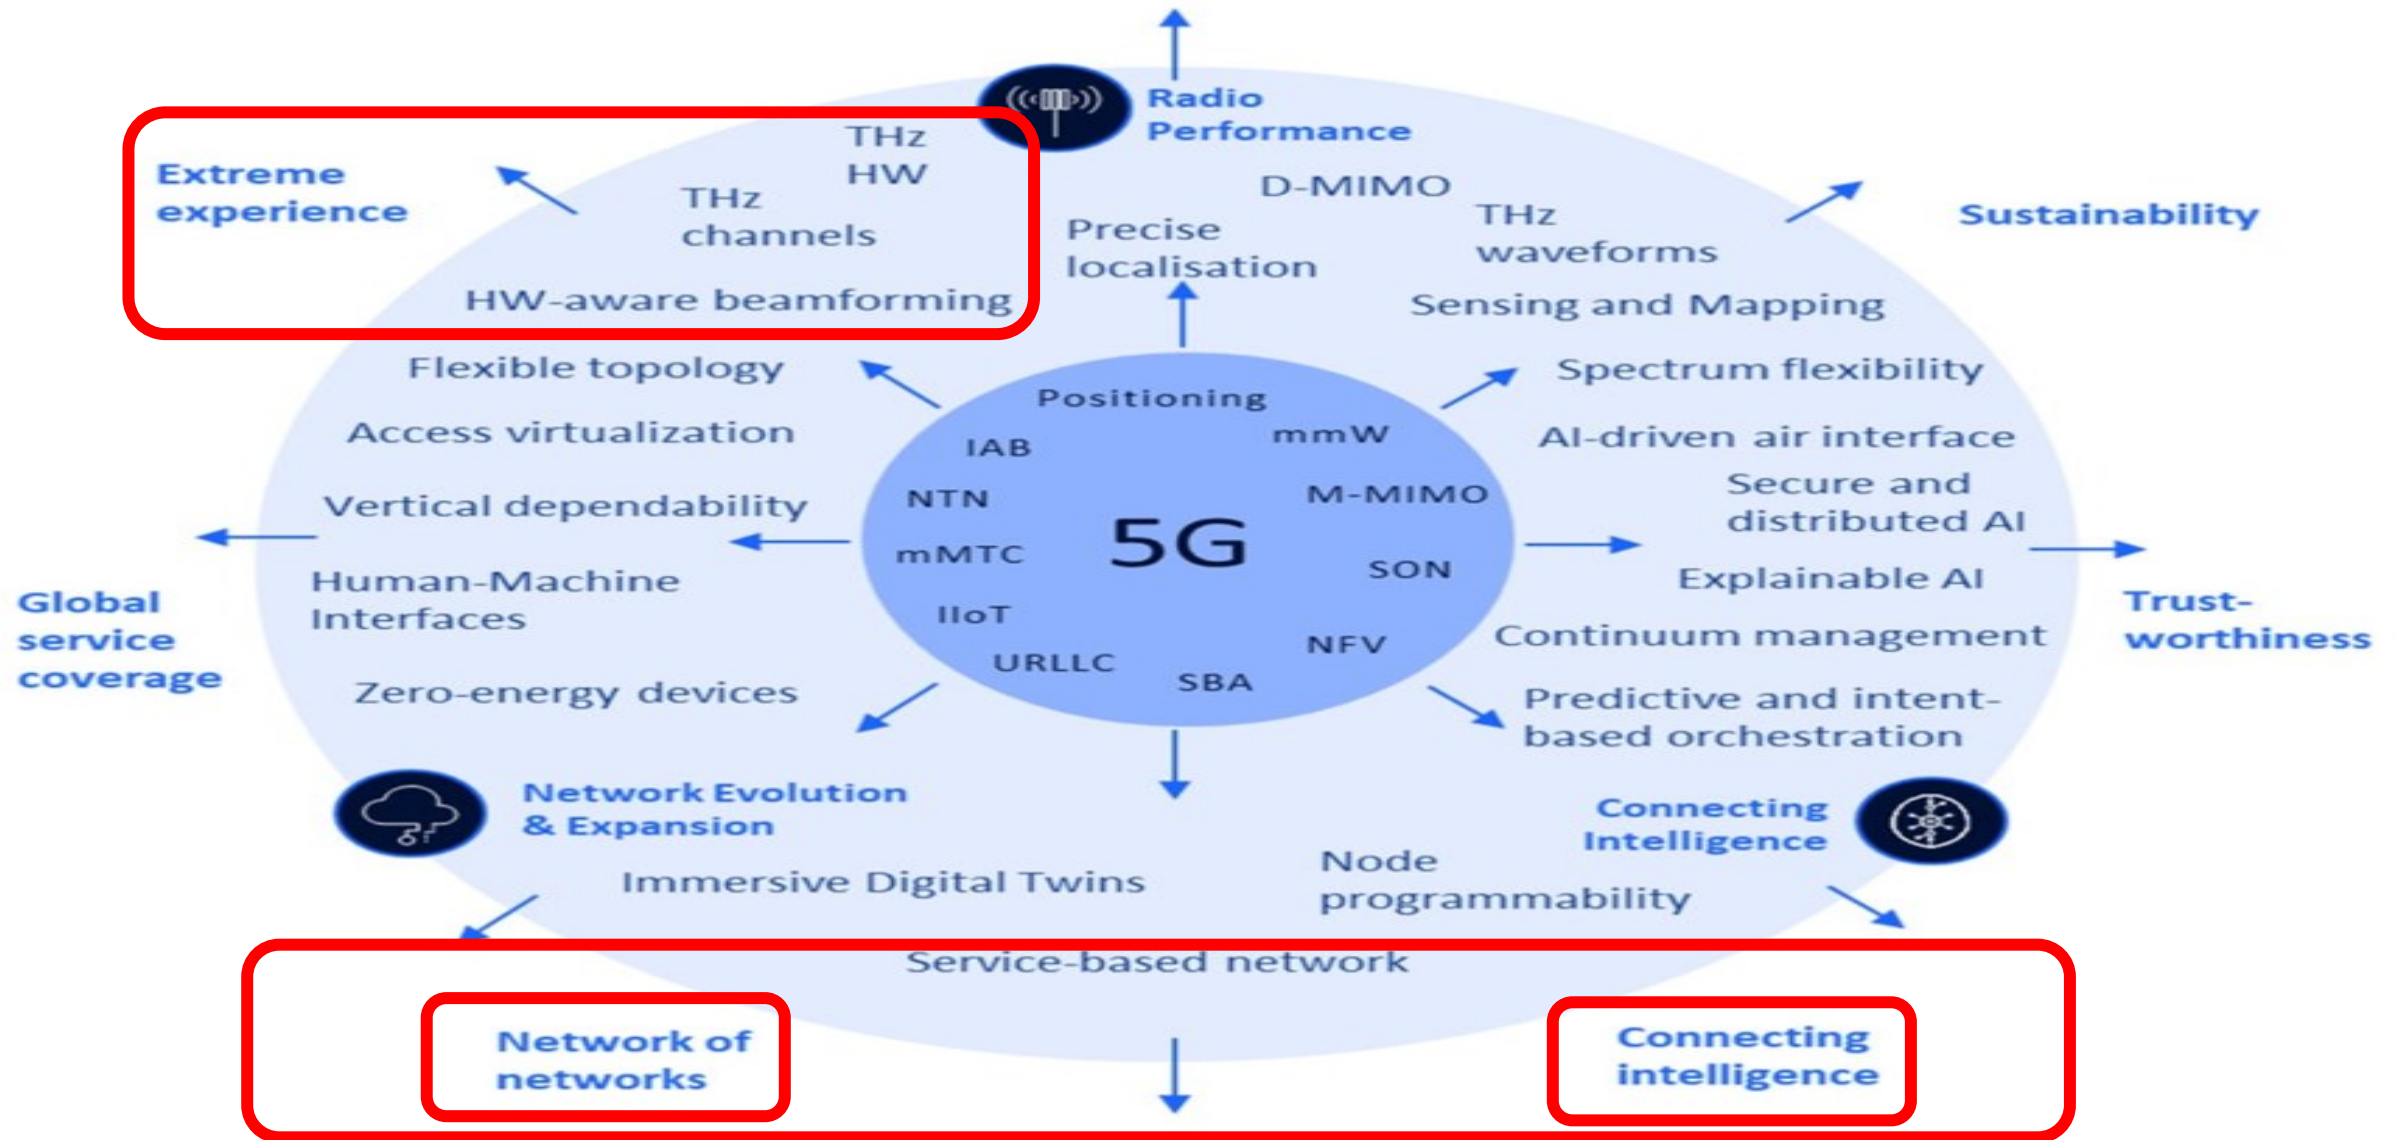 Radio
Performance
Extreme
experience
THz
HW
THz
channels
HW-aware beamforming
D-MIMO
Precise
localisation
THz
waveforms
Sensing and Mapping
Sustainability
Flexible topology
Access virtualization
Vertical dependability
Human-Machine
Interfaces
Zero-energy devices
Global
service
coverage
Positioning
IAB
mmW
NTN
M-MIMO
5G
mMTC
SON
IIoT
NFV
URLLC
SBA
Spectrum flexibility
AI-driven air interface
Secure and
distributed AI
Explainable AI
Continuum management
Predictive and intent-
based orchestration
Trust-
worthiness
Network Evolution
& Expansion
Connecting
Intelligence
Immersive Digital Twins
Node
programmability
Service-based network
Network of
networks
Connecting
intelligence